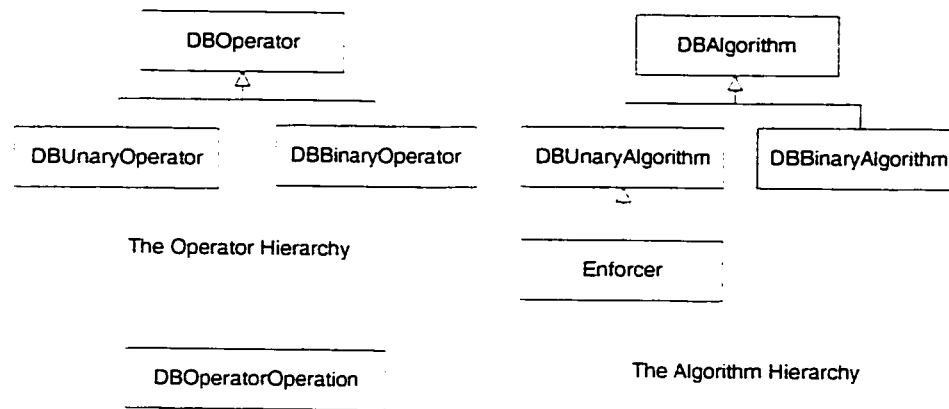 DBOperator
DBAlgorithm
DBUnaryOperator
DBBinaryOperator
DBUnaryAlgorithm
DBBinaryAlgorithm
The Operator Hierarchy
Enforcer
DBOperatorOperation
The Algorithm Hierarchy